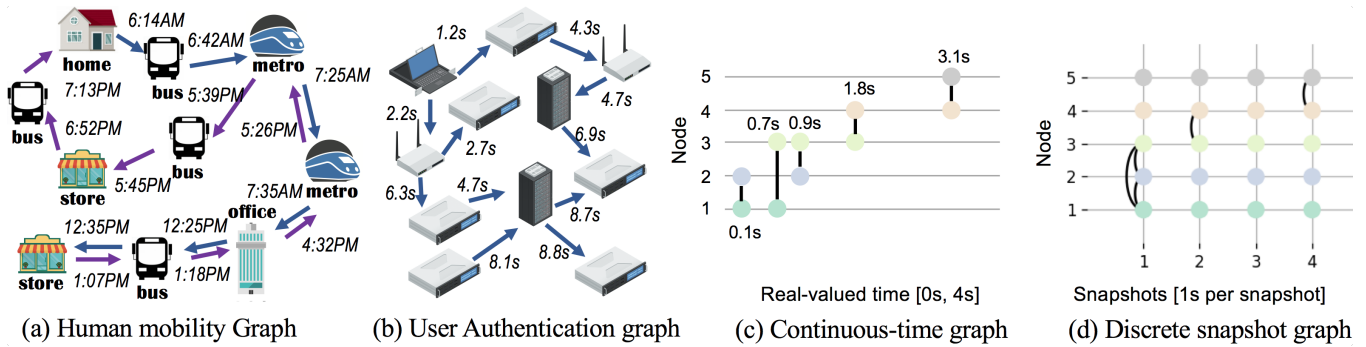 6:14AM
6:42AM
home
bus
metro
7:25AM
7:13PM
5:39PM
bus
6:52PM
5:26PM
bus
store
metro
5:45PM
7:35AM
office
12:35PM
12:25PM
4:32PM
store
1:07PM
bus
1:18PM
(a) Human mobility Graph
1.2s
4.3s
2.2s
4.7s
2.7s
6.9s
6.3s
4.7s
8.7s
8.1s
8.8s
(b) User Authentication graph
Node
5
4
3
2
1
3.1s
1.8s
0.7s
0.9s
0.1s
Real-valued time [0s, 4s]
(c) Continuous-time graph
Node
5
4
3
2
1
1 2 3 4
Snapshots [1s per snapshot]
(d) Discrete snapshot graph